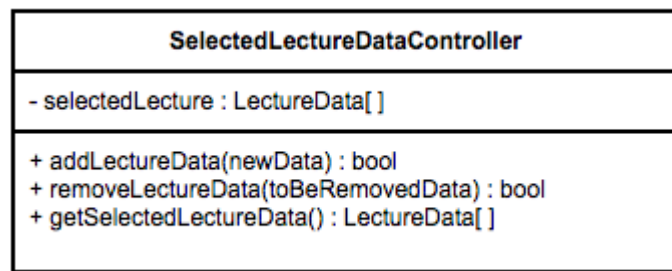 SelectedLectureDataController
- selectedLecture : LectureData[ ]
+ addLectureData(newData) : bool
+ removeLectureData(toBeRemovedData) : bool
+ getSelectedLectureData() : LectureData[ ]